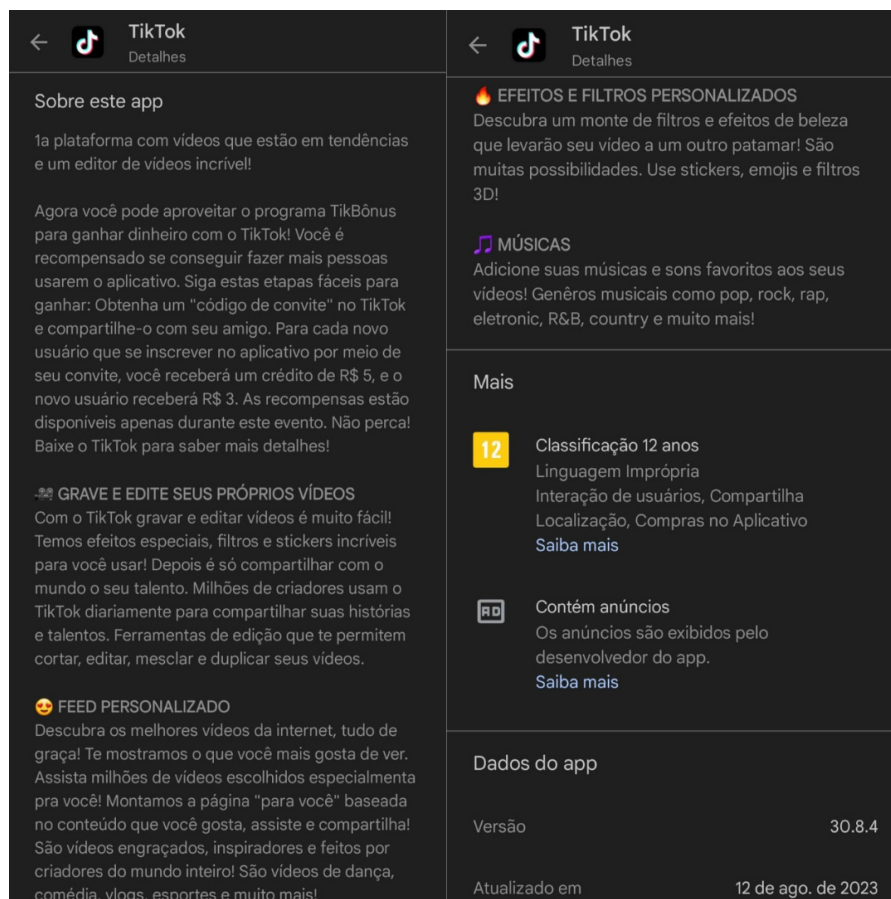 TikTok
Detalhes
Sobre este app
1a plataforma com vídeos que estão em tendências
e um editor de vídeos incrível!
Agora você pode aproveitar o programa TikBônus
para ganhar dinheiro com o TikTok! Você é
recompensado se conseguir fazer mais pessoas
usarem o aplicativo. Siga estas etapas fáceis para
ganhar: Obtenha um "código de convite" no TikTok
e compartilhe-o com seu amigo. Para cada novo
usuário que se inscrever no aplicativo por meio de
seu convite, você receberá um crédito de R$ 5, e o
novo usuário receberá R$ 3. As recompensas estão
disponíveis apenas durante este evento. Não perca!
Baixe o TikTok para saber mais detalhes!
🎥 GRAVE E EDITE SEUS PRÓPRIOS VÍDEOS
Com o TikTok gravar e editar vídeos é muito fácil!
Temos efeitos especiais, filtros e stickers incríveis
para você usar! Depois é só compartilhar com o
mundo o seu talento. Milhões de criadores usam o
TikTok diariamente para compartilhar suas histórias
e talentos. Ferramentas de edição que te permitem
cortar, editar, mesclar e duplicar seus vídeos.
😍 FEED PERSONALIZADO
Descubra os melhores vídeos da internet, tudo de
graça! Te mostramos o que você mais gosta de ver.
Assista milhões de vídeos escolhidos especialmenta
pra você! Montamos a página "para você" baseada
no conteúdo que você gosta, assiste e compartilha!
São vídeos engraçados, inspiradores e feitos por
criadores do mundo inteiro! São vídeos de dança,
comédia, vlogs, esportes e muito mais!
TikTok
Detalhes
🔥 EFEITOS E FILTROS PERSONALIZADOS
Descubra um monte de filtros e efeitos de beleza
que levarão seu vídeo a um outro patamar! São
muitas possibilidades. Use stickers, emojis e filtros
3D!
🎵 MÚSICAS
Adicione suas músicas e sons favoritos aos seus
vídeos! Genêros musicais como pop, rock, rap,
eletronic, R&B, country e muito mais!
Mais
12
Classificação 12 anos
Linguagem Imprópria
Interação de usuários, Compartilha
Localização, Compras no Aplicativo
Saiba mais
AD
Contém anúncios
Os anúncios são exibidos pelo
desenvolvedor do app.
Saiba mais
Dados do app
Versão 30.8.4
Atualizado em 12 de ago. de 2023